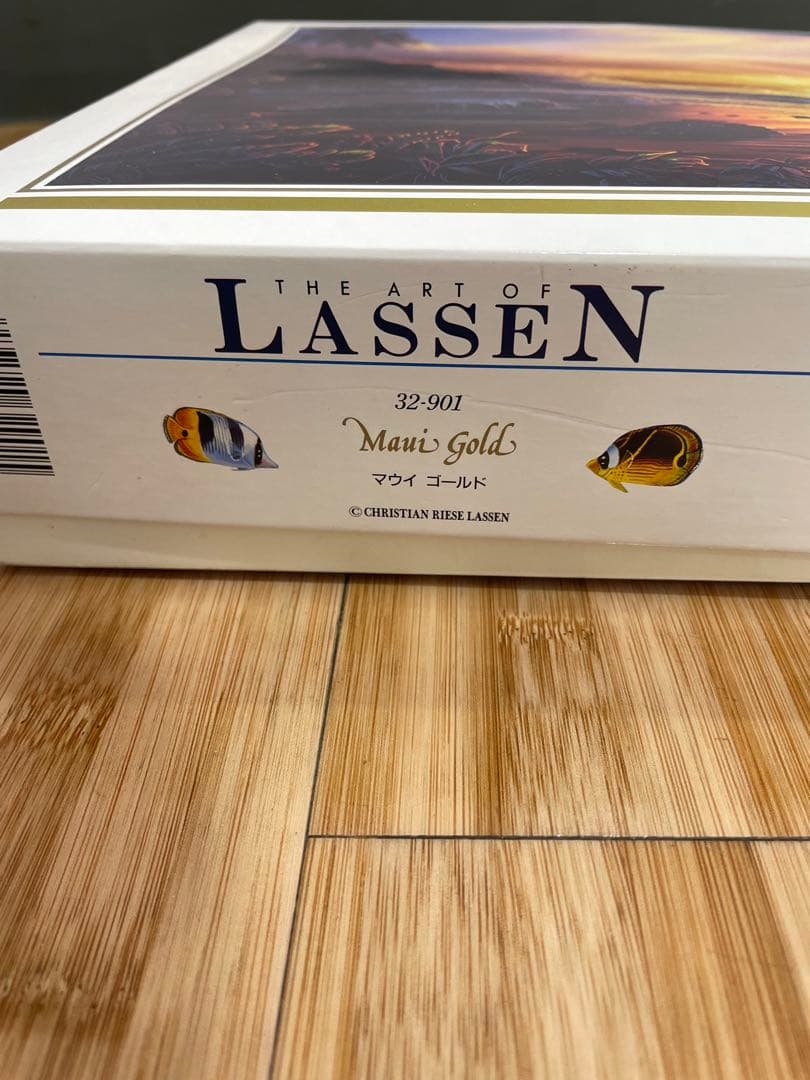 THE ART OF
LASSEN
32-901
Maui Gold
マウイ ゴールド
© CHRISTIAN RIESE LASSEN